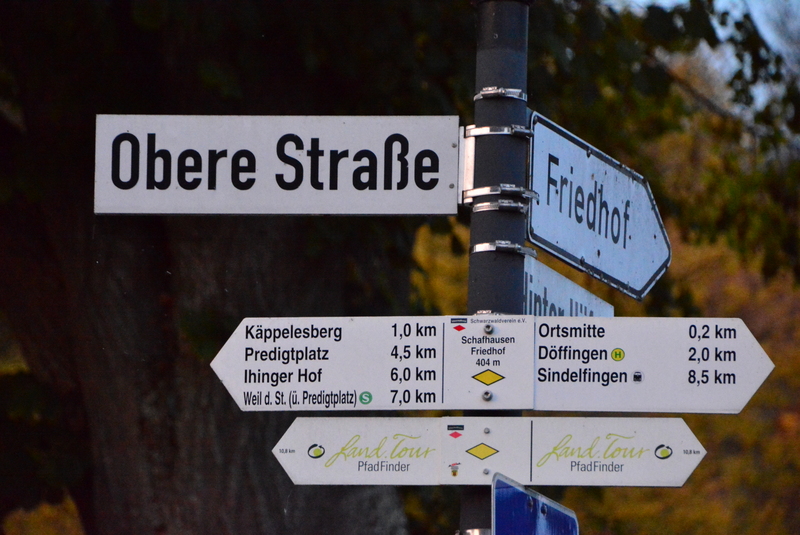 Obere Straße
Friedhof
Käppelesberg 1,0 km
Predigtplatz 4,5 km
Ihinger Hof 6,0 km
Weil d. St. (ü. Predigtplatz) S 7,0 km
Schwarzwaldverein e.V.
Schafhausen
Friedhof
404 m
Ortsmitte 0,2 km
Döffingen H 2,0 km
Sindelfingen 8,5 km
10,8 km
Land.Tour
PfadFinder
Land.Tour
PfadFinder
10,8 km